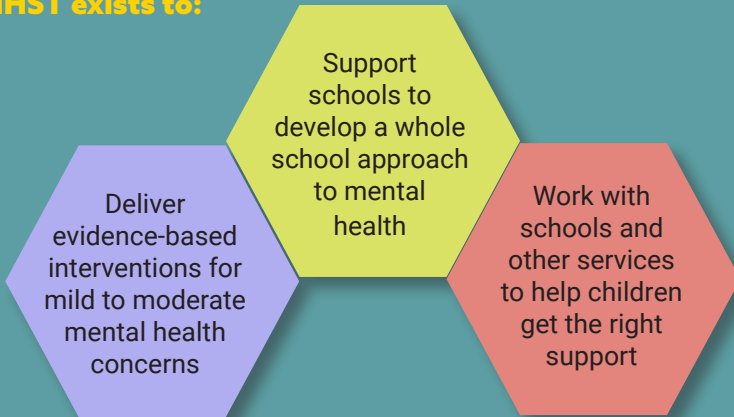 MHST exists to:
Support
schools to
develop a whole
school approach
to mental
health
Deliver
evidence-based
interventions for
mild to moderate
mental health
concerns
Work with
schools and
other services
to help children
get the right
support